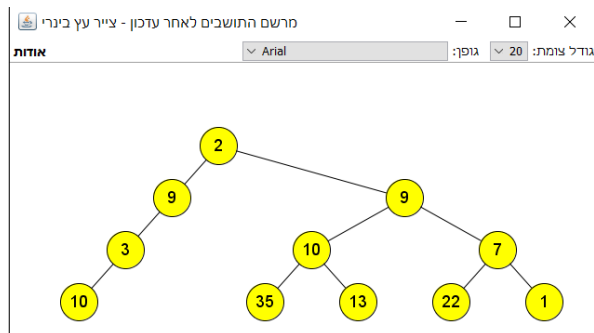 מרשם התושבים לאחר עדכון - צייר עץ בינרי
גודל צומת: 20 גופן: Arial אודות
2
9 9
3 10 7
10 35 13 22 1